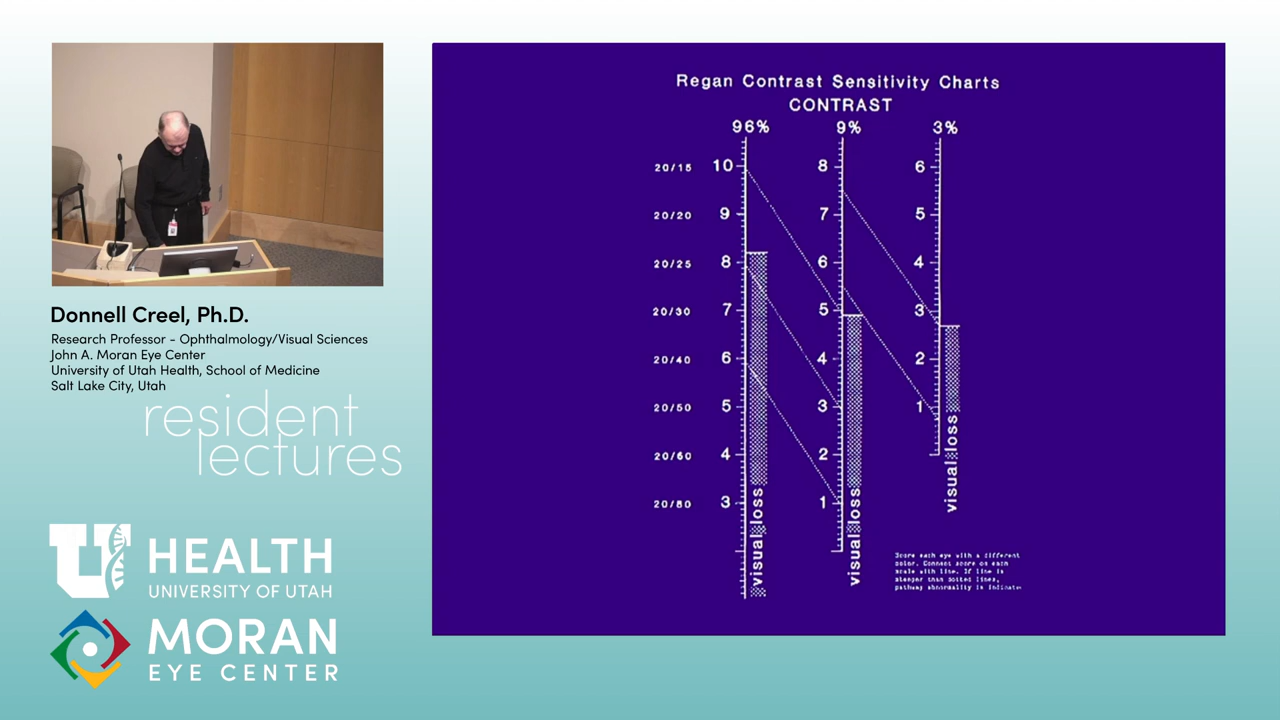 Regan Contrast Sensitivity Charts
CONTRAST
96% 9% 3%
20/15 10 8 6
20/20 9 7 5
20/25 8 6 4
20/30 7 5 3
20/40 6 4 2
20/50 5 3 1
20/60 4 2
20/80 3 1
visual loss
visual loss
visual loss
Score each eye with a different
color. Connect score on each
scale with line. If line is
steeper than dotted lines,
pathway abnormality is indicate
Donnell Creel, Ph.D.
Research Professor - Ophthalmology/Visual Sciences
John A. Moran Eye Center
University of Utah Health, School of Medicine
Salt Lake City, Utah
resident
lectures
U HEALTH
UNIVERSITY OF UTAH
MORAN
EYE CENTER